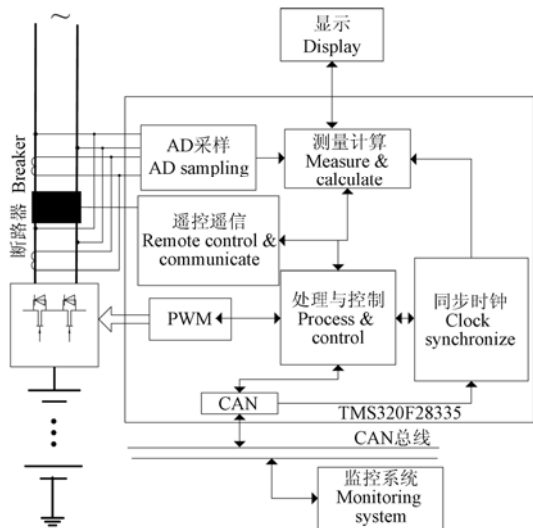 ~
显示
Display
AD采样
AD sampling
测量计算
Measure &
calculate
断路器 Breaker
遥控遥信
Remote control &
communicate
PWM
处理与控制
Process &
control
同步时钟
Clock
synchronize
CAN
TMS320F28335
CAN总线
监控系统
Monitoring
system